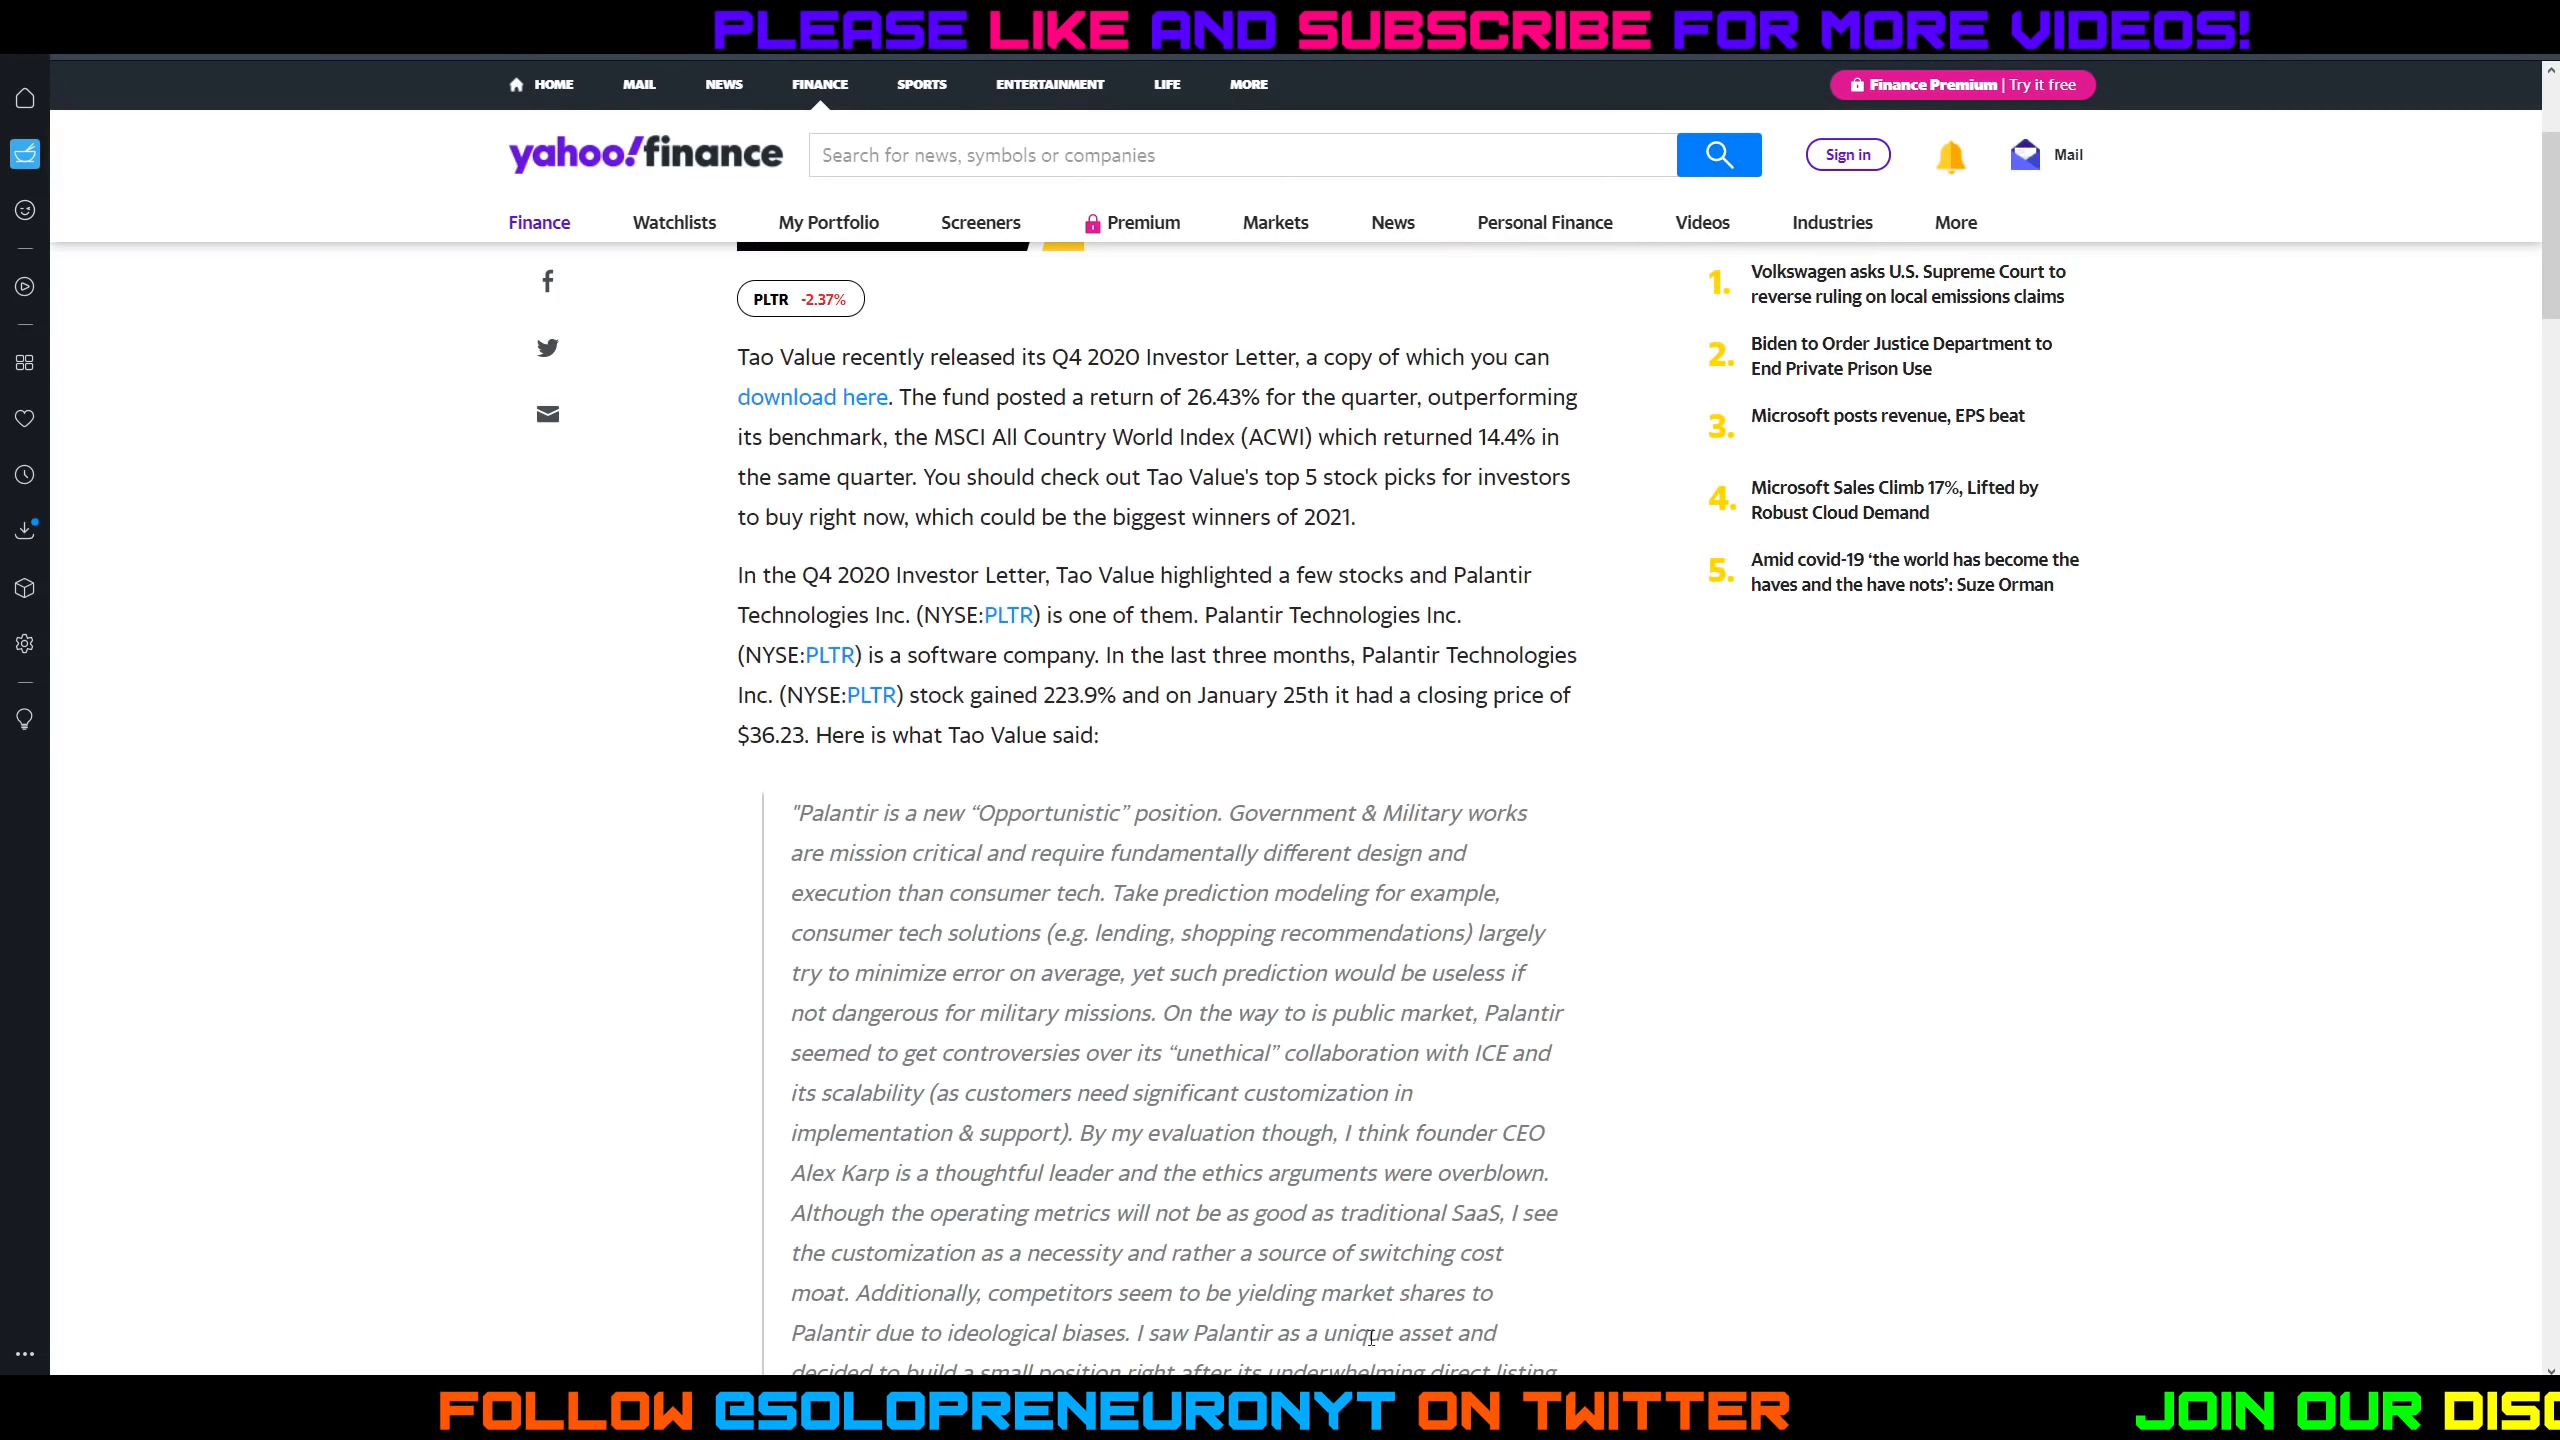 PLEASE LIKE AND SUBSCRIBE FOR MORE VIDEOS!
HOME MAIL NEWS FINANCE SPORTS ENTERTAINMENT LIFE MORE
Finance Premium | Try it free
yahoo!finance
Search for news, symbols or companies
Sign in
Mail
Finance Watchlists My Portfolio Screeners Premium Markets News Personal Finance Videos Industries More
PLTR -2.37%
Tao Value recently released its Q4 2020 Investor Letter, a copy of which you can
download here. The fund posted a return of 26.43% for the quarter, outperforming
its benchmark, the MSCI All Country World Index (ACWI) which returned 14.4% in
the same quarter. You should check out Tao Value's top 5 stock picks for investors
to buy right now, which could be the biggest winners of 2021.
In the Q4 2020 Investor Letter, Tao Value highlighted a few stocks and Palantir
Technologies Inc. (NYSE:PLTR) is one of them. Palantir Technologies Inc.
(NYSE:PLTR) is a software company. In the last three months, Palantir Technologies
Inc. (NYSE:PLTR) stock gained 223.9% and on January 25th it had a closing price of
$36.23. Here is what Tao Value said:
"Palantir is a new “Opportunistic” position. Government & Military works
are mission critical and require fundamentally different design and
execution than consumer tech. Take prediction modeling for example,
consumer tech solutions (e.g. lending, shopping recommendations) largely
try to minimize error on average, yet such prediction would be useless if
not dangerous for military missions. On the way to is public market, Palantir
seemed to get controversies over its “unethical” collaboration with ICE and
its scalability (as customers need significant customization in
implementation & support). By my evaluation though, I think founder CEO
Alex Karp is a thoughtful leader and the ethics arguments were overblown.
Although the operating metrics will not be as good as traditional SaaS, I see
the customization as a necessity and rather a source of switching cost
moat. Additionally, competitors seem to be yielding market shares to
Palantir due to ideological biases. I saw Palantir as a unique asset and
decided to build a small position right after its underwhelming direct listing
1. Volkswagen asks U.S. Supreme Court to
reverse ruling on local emissions claims
2. Biden to Order Justice Department to
End Private Prison Use
3. Microsoft posts revenue, EPS beat
4. Microsoft Sales Climb 17%, Lifted by
Robust Cloud Demand
5. Amid covid-19 ‘the world has become the
haves and the have nots’: Suze Orman
FOLLOW @SOLOPRENEURONYT ON TWITTER
JOIN OUR DISC